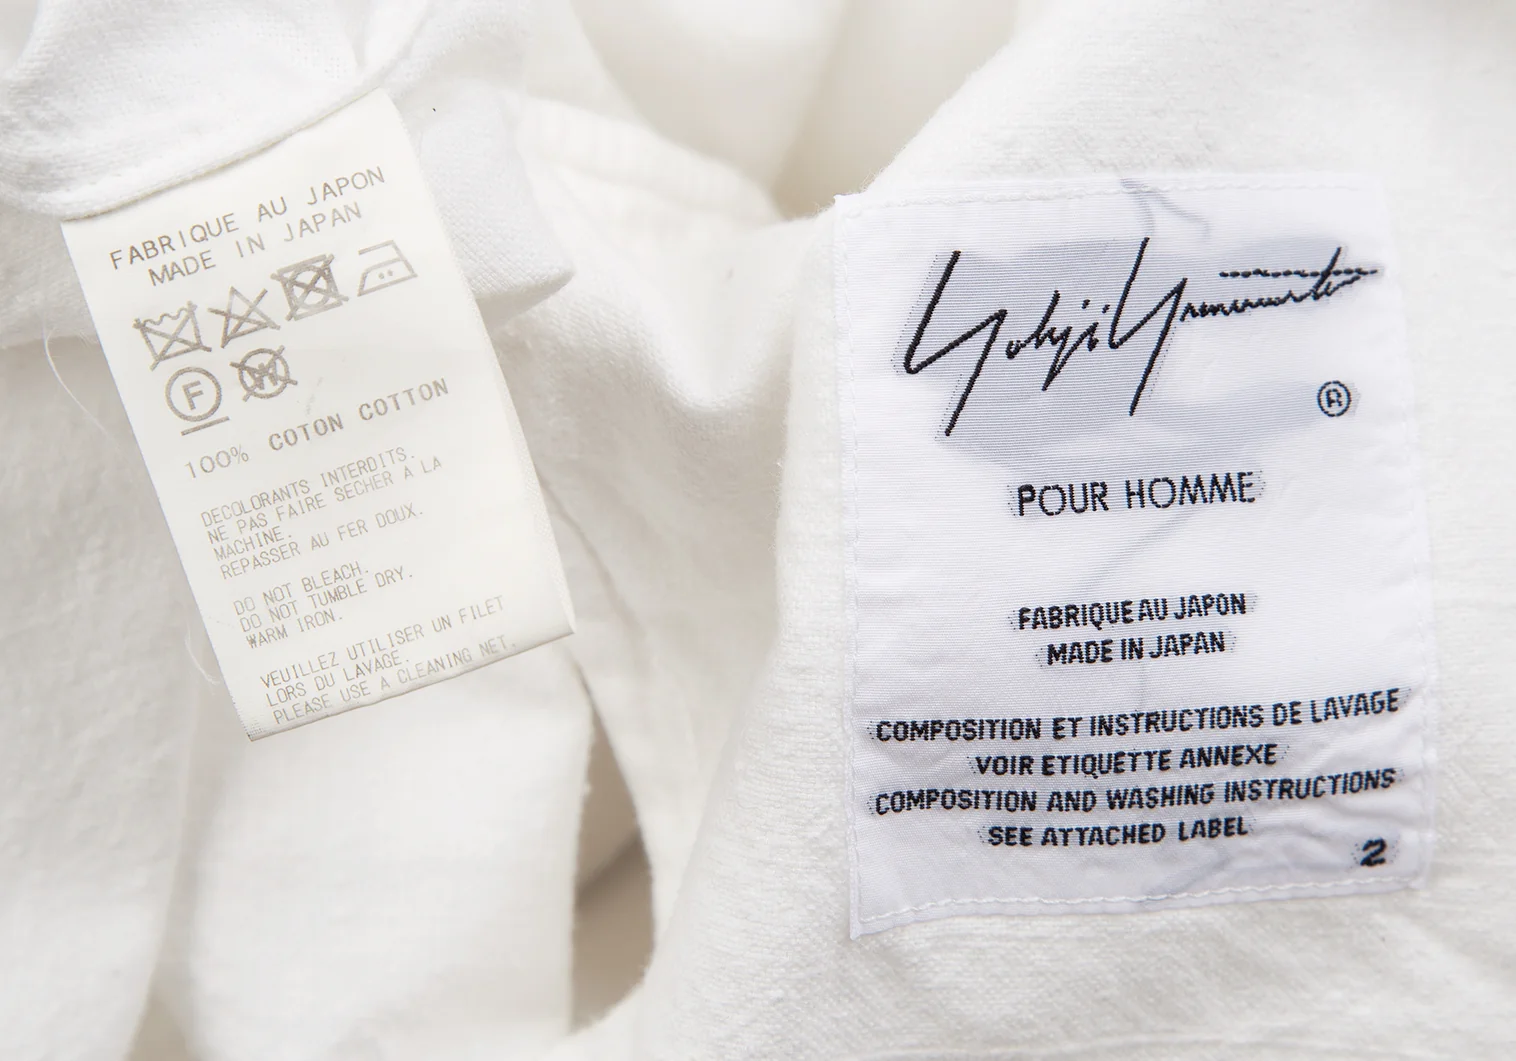 FABRIQUE AU JAPON
MADE IN JAPAN
F W
100% COTON COTTON
DECOLORANTS INTERDITS.
NE PAS FAIRE SECHER A LA
MACHINE.
REPASSER AU FER DOUX.
DO NOT BLEACH.
DO NOT TUMBLE DRY.
WARM IRON.
VEUILLEZ UTILISER UN FILET
LORS DU LAVAGE.
PLEASE USE A CLEANING NET.
Yohji Yamamoto
®
POUR HOMME
FABRIQUE AU JAPON
MADE IN JAPAN
COMPOSITION ET INSTRUCTIONS DE LAVAGE
VOIR ETIQUETTE ANNEXE
COMPOSITION AND WASHING INSTRUCTIONS
SEE ATTACHED LABEL
2